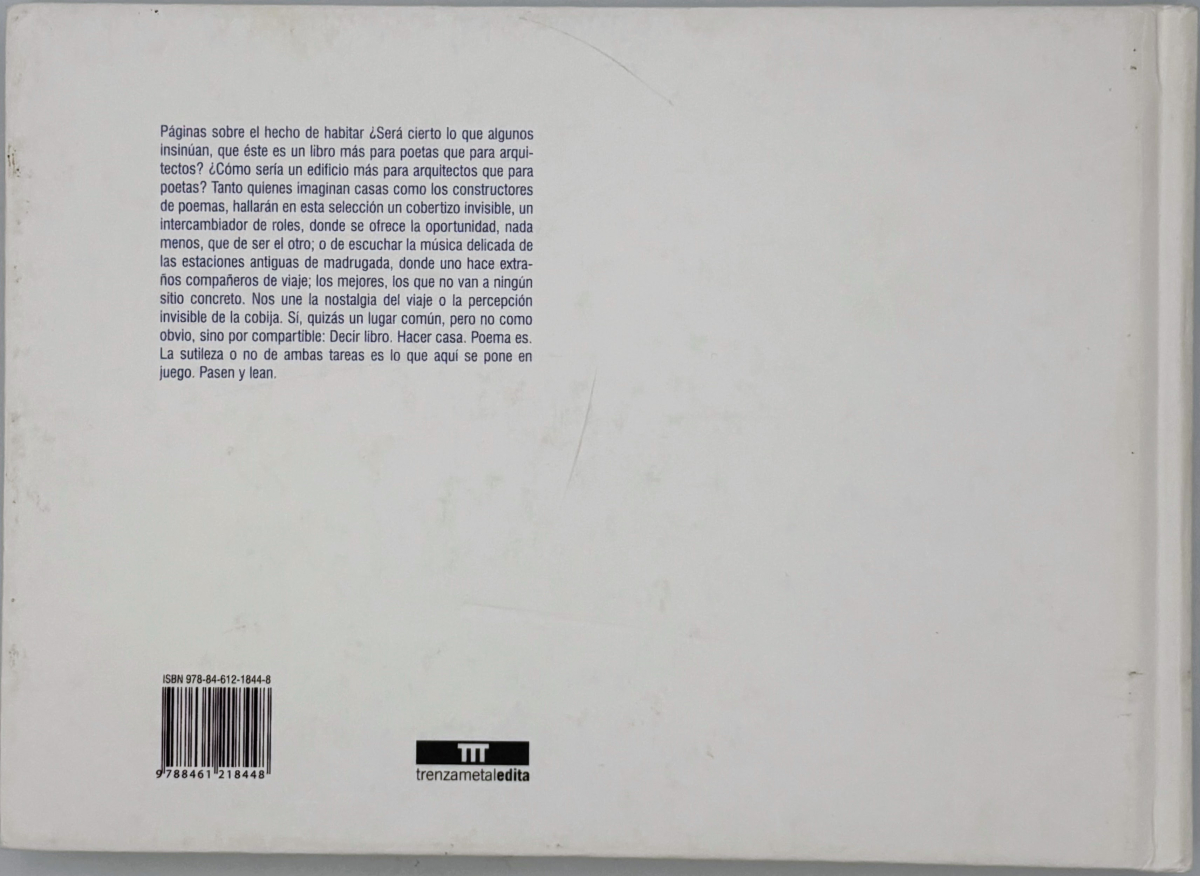 Páginas sobre el hecho de habitar ¿Será cierto lo que algunos
insinúan, que éste es un libro más para poetas que para arqui-
tectos? ¿Cómo sería un edificio más para arquitectos que para
poetas? Tanto quienes imaginan casas como los constructores
de poemas, hallarán en esta selección un cobertizo invisible, un
intercambiador de roles, donde se ofrece la oportunidad, nada
menos, que de ser el otro; o de escuchar la música delicada de
las estaciones antiguas de madrugada, donde uno hace extra-
ños compañeros de viaje; los mejores, los que no van a ningún
sitio concreto. Nos une la nostalgia del viaje o la percepción
invisible de la cobija. Sí, quizás un lugar común, pero no como
obvio, sino por compartible: Decir libro. Hacer casa. Poema es.
La sutileza o no de ambas tareas es lo que aquí se pone en
juego. Pasen y lean.
ISBN 978-84-612-1844-8
9 788461 218448
TTT
trenzametaledita